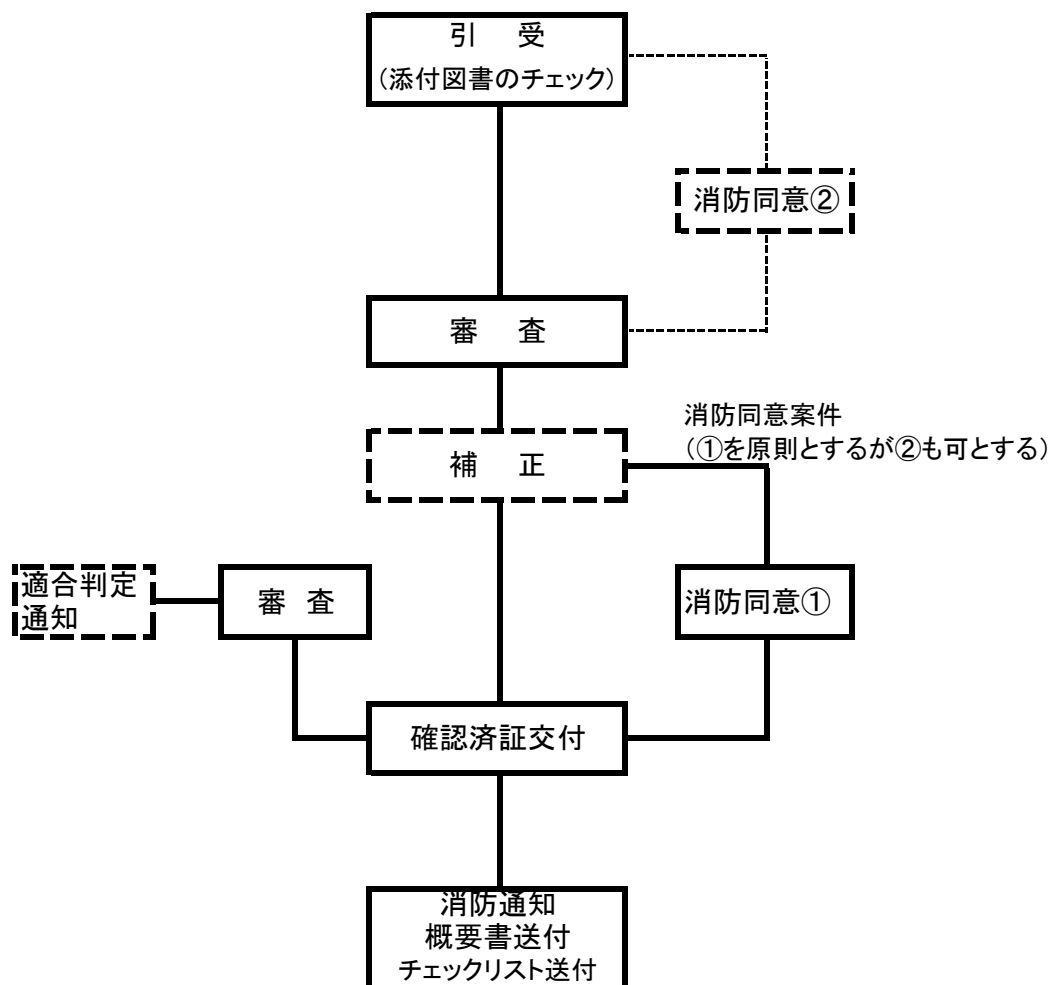 引 受
(添付図書のチェック)
消防同意②
審 査
消防同意案件
(①を原則とするが②も可とする)
補 正
適合判定
通知
審 査
消防同意①
確認済証交付
消防通知
概要書送付
チェックリスト送付